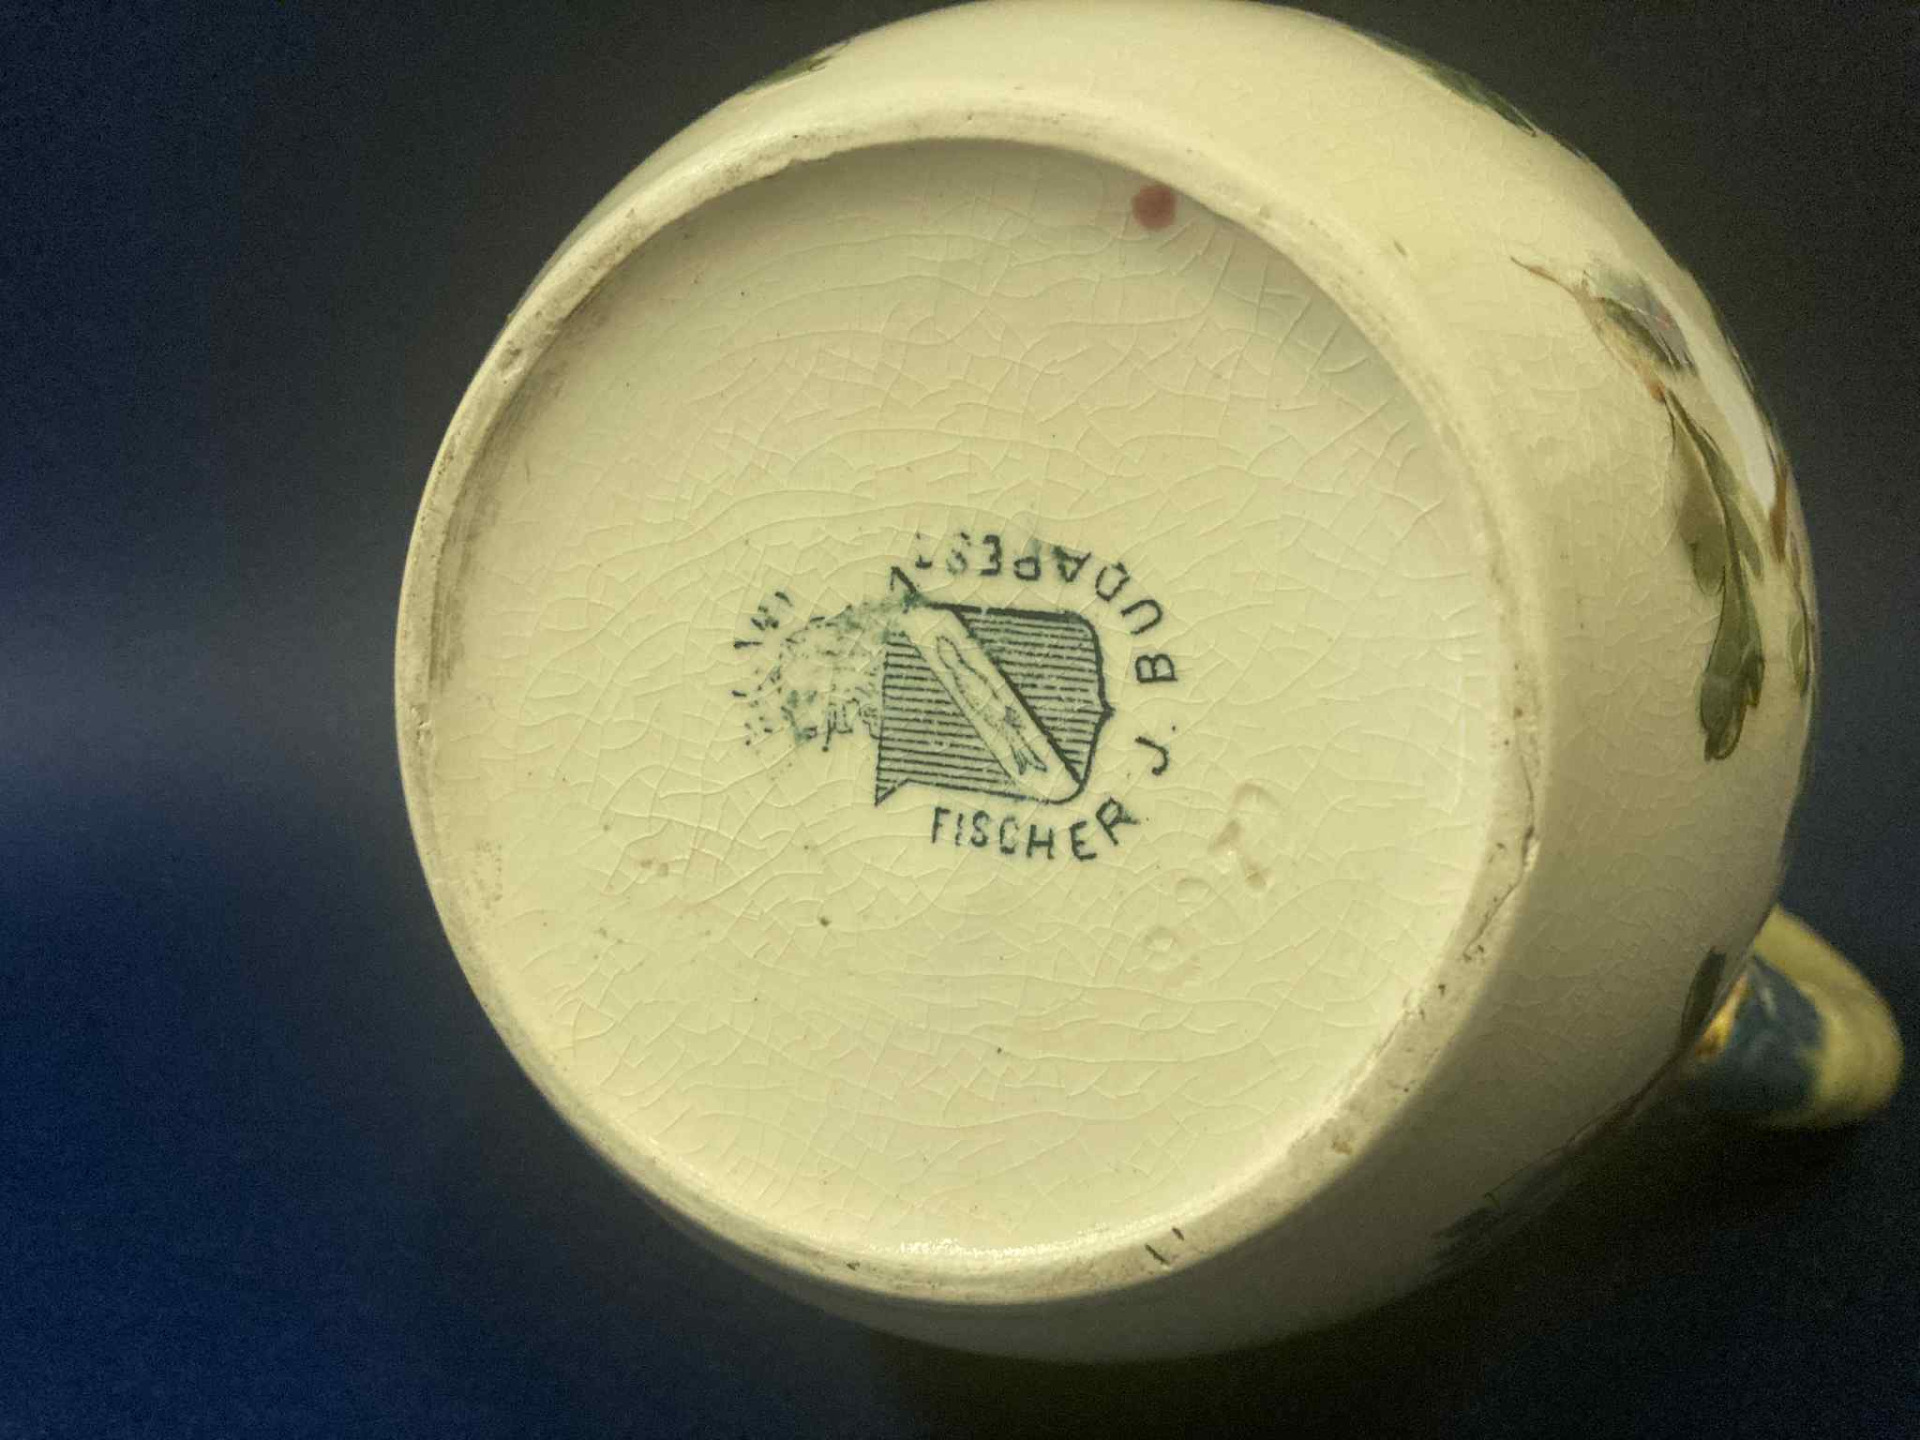 FISCHER J. BUDAPEST